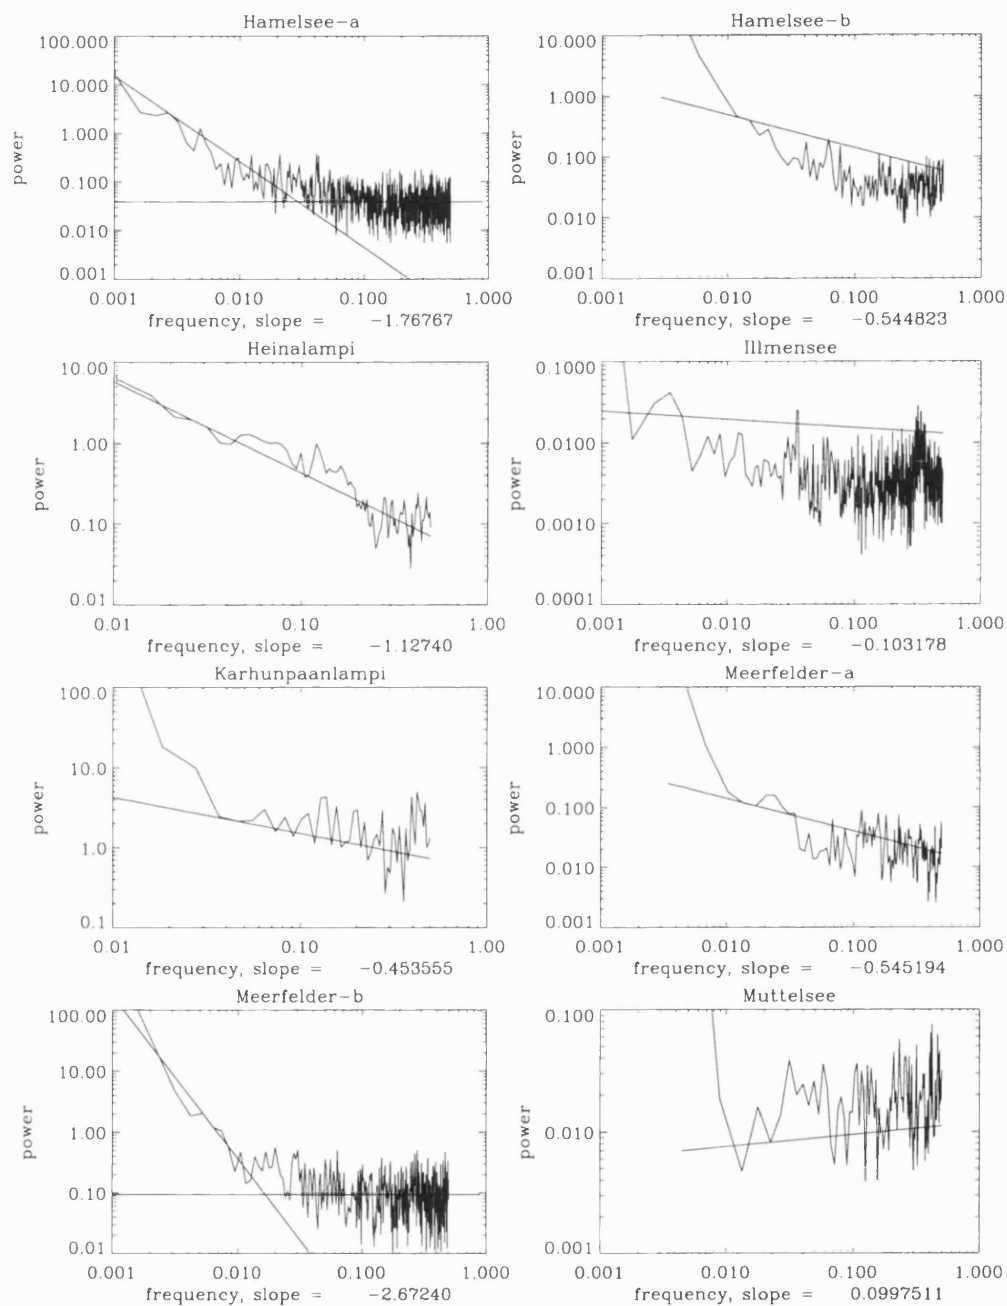 Hamelsee-a
100.000
10.000
1.000
0.100
0.010
0.001
power
0.001 0.010 0.100 1.000
frequency, slope = -1.76767
Hamelsee-b
10.000
1.000
0.100
0.010
0.001
power
0.001 0.010 0.100 1.000
frequency, slope = -0.544823
Heinalampi
10.00
1.00
0.10
0.01
power
0.01 0.10 1.00
frequency, slope = -1.12740
Illmensee
0.1000
0.0100
0.0010
0.0001
power
0.001 0.010 0.100 1.000
frequency, slope = -0.103178
Karhunpaanlampi
100.0
10.0
1.0
0.1
power
0.01 0.10 1.00
frequency, slope = -0.453555
Meerfelder-a
10.000
1.000
0.100
0.010
0.001
power
0.001 0.010 0.100 1.000
frequency, slope = -0.545194
Meerfelder-b
100.00
10.00
1.00
0.10
0.01
power
0.001 0.010 0.100 1.000
frequency, slope = -2.67240
Muttelsee
0.100
0.010
0.001
power
0.001 0.010 0.100 1.000
frequency, slope = 0.0997511